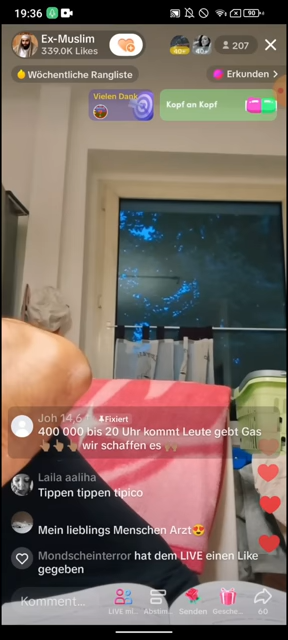 19:36
90
Ex-Muslim
339.0K Likes
40+
207
Wöchentliche Rangliste
Erkunden
Vielen Dank
Kopf an Kopf
Joh 14,6
Fixiert
400 000 bis 20 Uhr kommt Leute gebt Gas
wir schaffen es
Laila aaliha
Tippen tippen tipico
Mein lieblings Menschen Arzt
Mondscheinterror hat dem LIVE einen Like
gegeben
Kommentar...
LIVE mi...
Abstim...
Senden
Gesche...
60